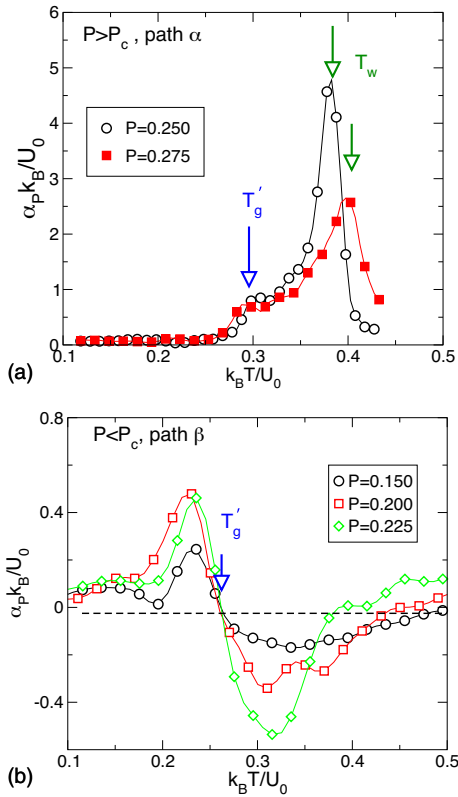 P>Pc , path α
6
5
4
3
2
1
0
αPkB/U0
Tw
P=0.250
P=0.275
Tg'
0.1 0.2 0.3 0.4 0.5
(a)
kBT/U0
P<Pc, path β
0.8
0.4
0
-0.4
αPkB/U0
P=0.150
P=0.200
P=0.225
Tg'
0.1 0.2 0.3 0.4 0.5
(b)
kBT/U0